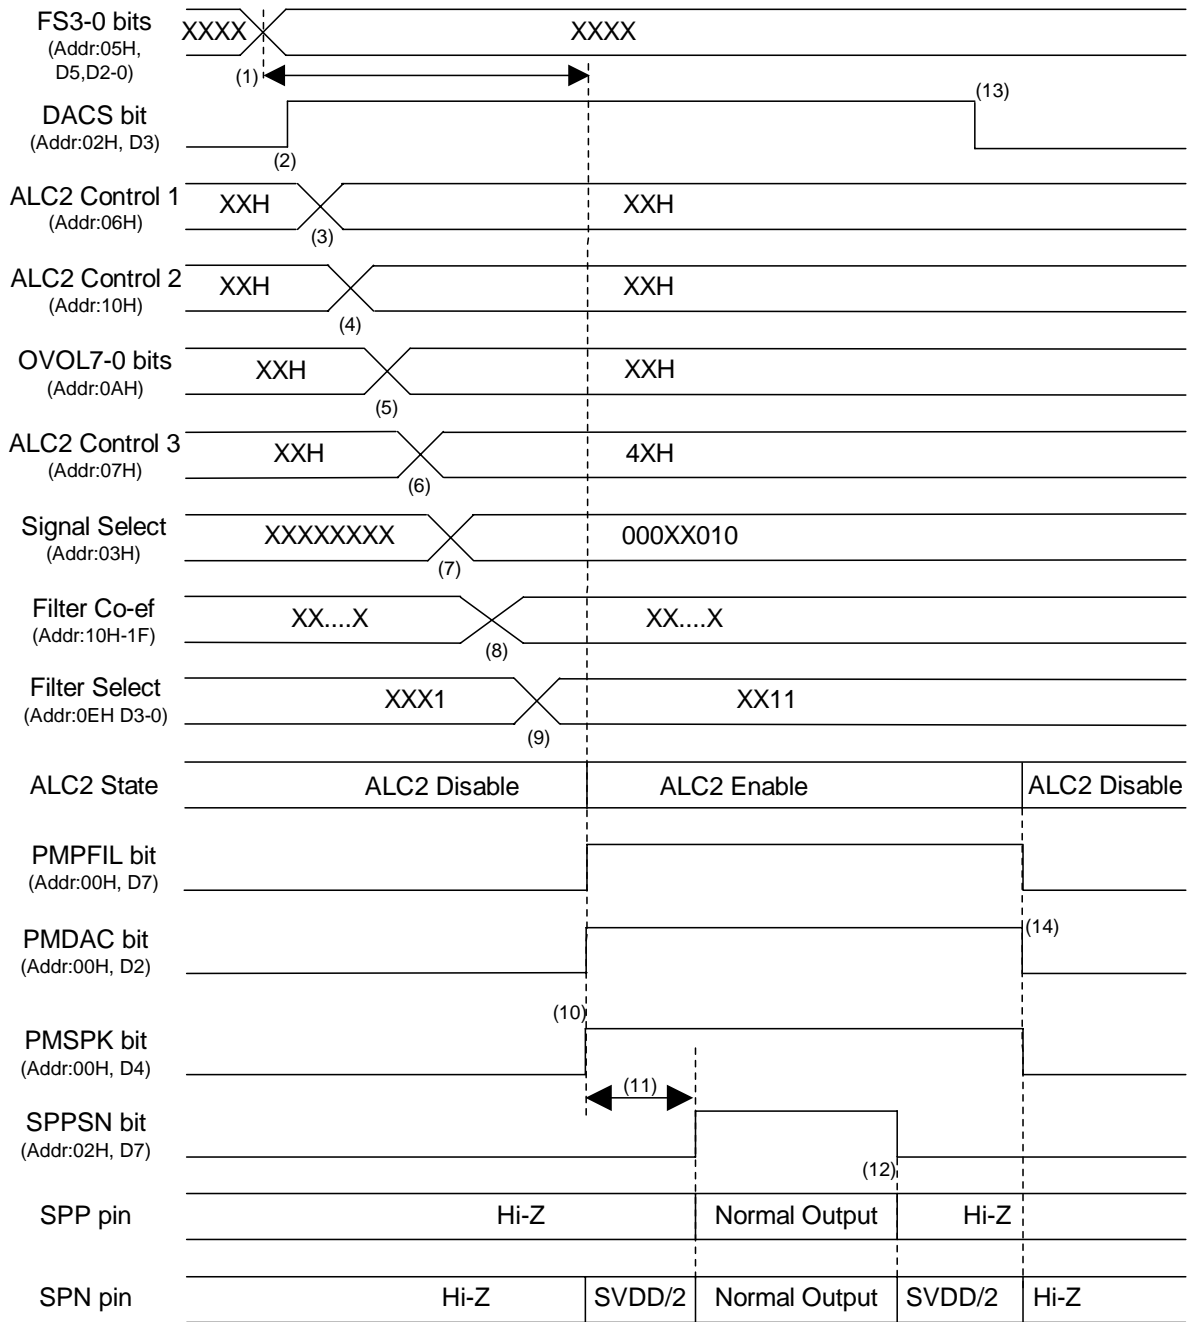 FS3-0 bits
(Addr:05H,
D5,D2-0)
XXXX
XXXX
(1)
DACS bit
(Addr:02H, D3)
(2)
(13)
ALC2 Control 1
(Addr:06H)
XXH
XXH
(3)
ALC2 Control 2
(Addr:10H)
XXH
XXH
(4)
OVOL7-0 bits
(Addr:0AH)
XXH
XXH
(5)
ALC2 Control 3
(Addr:07H)
XXH
4XH
(6)
Signal Select
(Addr:03H)
XXXXXXXX
000XX010
(7)
Filter Co-ef
(Addr:10H-1F)
XX....X
XX....X
(8)
Filter Select
(Addr:0EH D3-0)
XXX1
XX11
(9)
ALC2 State
ALC2 Disable
ALC2 Enable
ALC2 Disable
PMPFIL bit
(Addr:00H, D7)
PMDAC bit
(Addr:00H, D2)
(14)
(10)
PMSPK bit
(Addr:00H, D4)
(11)
SPPSN bit
(Addr:02H, D7)
(12)
SPP pin
Hi-Z
Normal Output
Hi-Z
SPN pin
Hi-Z
SVDD/2
Normal Output
SVDD/2
Hi-Z